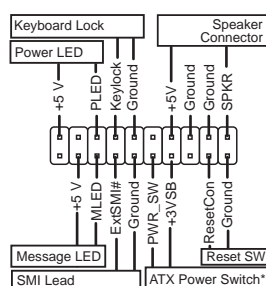 Keyboard Lock
Speaker
Connector
Power LED
+5 V
PLED
Keylock
Ground
+5V
Ground
Ground
SPKR
+5 V
MLED
ExtSMI#
Ground
PWR_SW
+3VSB
ResetCon
Ground
Message LED
Reset SW
SMI Lead
ATX Power Switch*